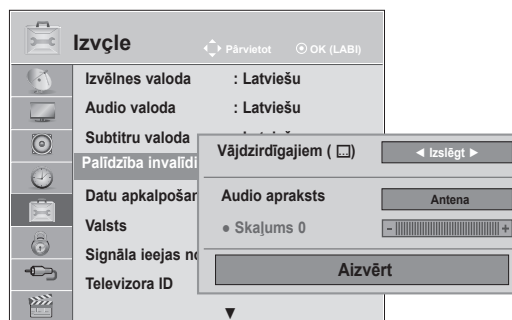 Izvçle
Pārvietot OK (LABI)
Izvēlnes valoda : Latviešu
Audio valoda : Latviešu
Subtitru valoda
Palīdzība invalīdi
Datu apkalpošar
Valsts
Signāla ieejas no
Televizora ID
▼
Vājdzirdīgajiem ( ) ◄ Izslēgt ►
Audio apraksts Antena
● Skaļums 0 - +
Aizvērt